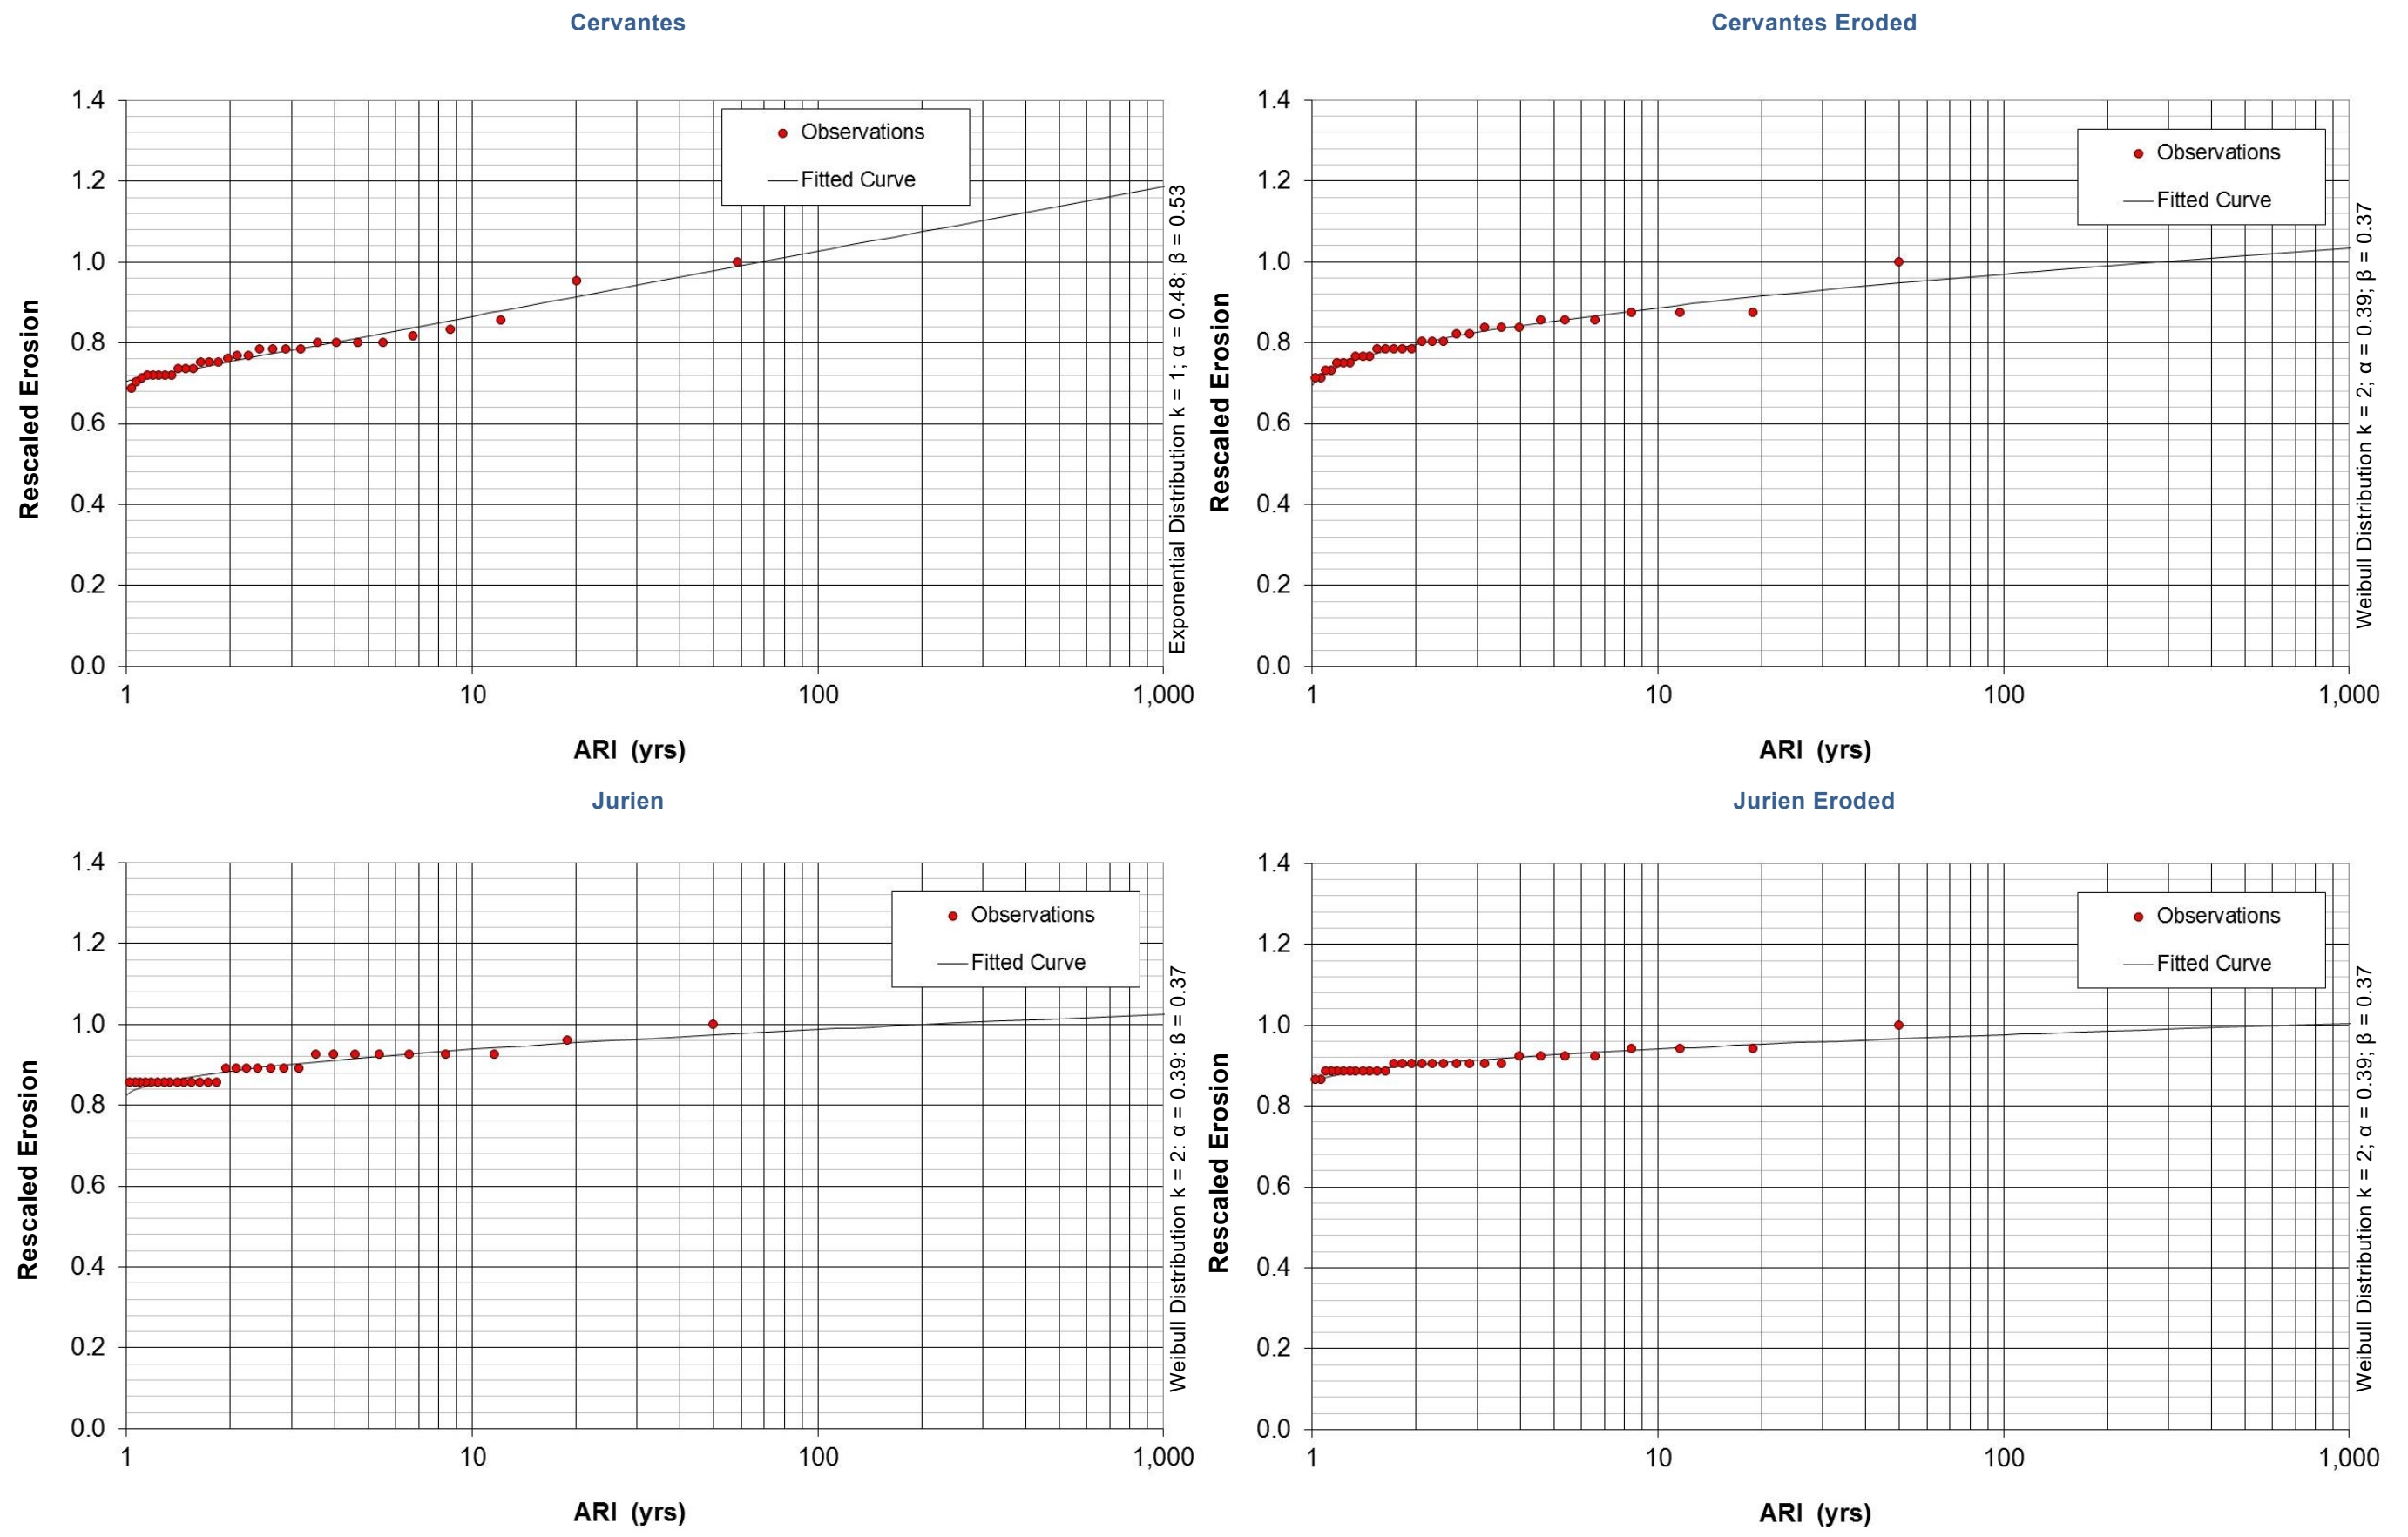 Cervantes
1.4
1.2
1.0
0.8
0.6
0.4
0.2
0.0
Rescaled Erosion
Observations
Fitted Curve
Exponential Distribution k = 1; α = 0.48; β = 0.53
1 10 100 1,000
ARI (yrs)
Cervantes Eroded
1.4
1.2
1.0
0.8
0.6
0.4
0.2
0.0
Rescaled Erosion
Observations
Fitted Curve
Weibull Distribution k = 2; α = 0.39; β = 0.37
1 10 100 1,000
ARI (yrs)
Jurien
1.4
1.2
1.0
0.8
0.6
0.4
0.2
0.0
Rescaled Erosion
Observations
Fitted Curve
Weibull Distribution k = 2: α = 0.39: β = 0.37
1 10 100 1,000
ARI (yrs)
Jurien Eroded
1.4
1.2
1.0
0.8
0.6
0.4
0.2
0.0
Rescaled Erosion
Observations
Fitted Curve
Weibull Distribution k = 2; α = 0.39; β = 0.37
1 10 100 1,000
ARI (yrs)